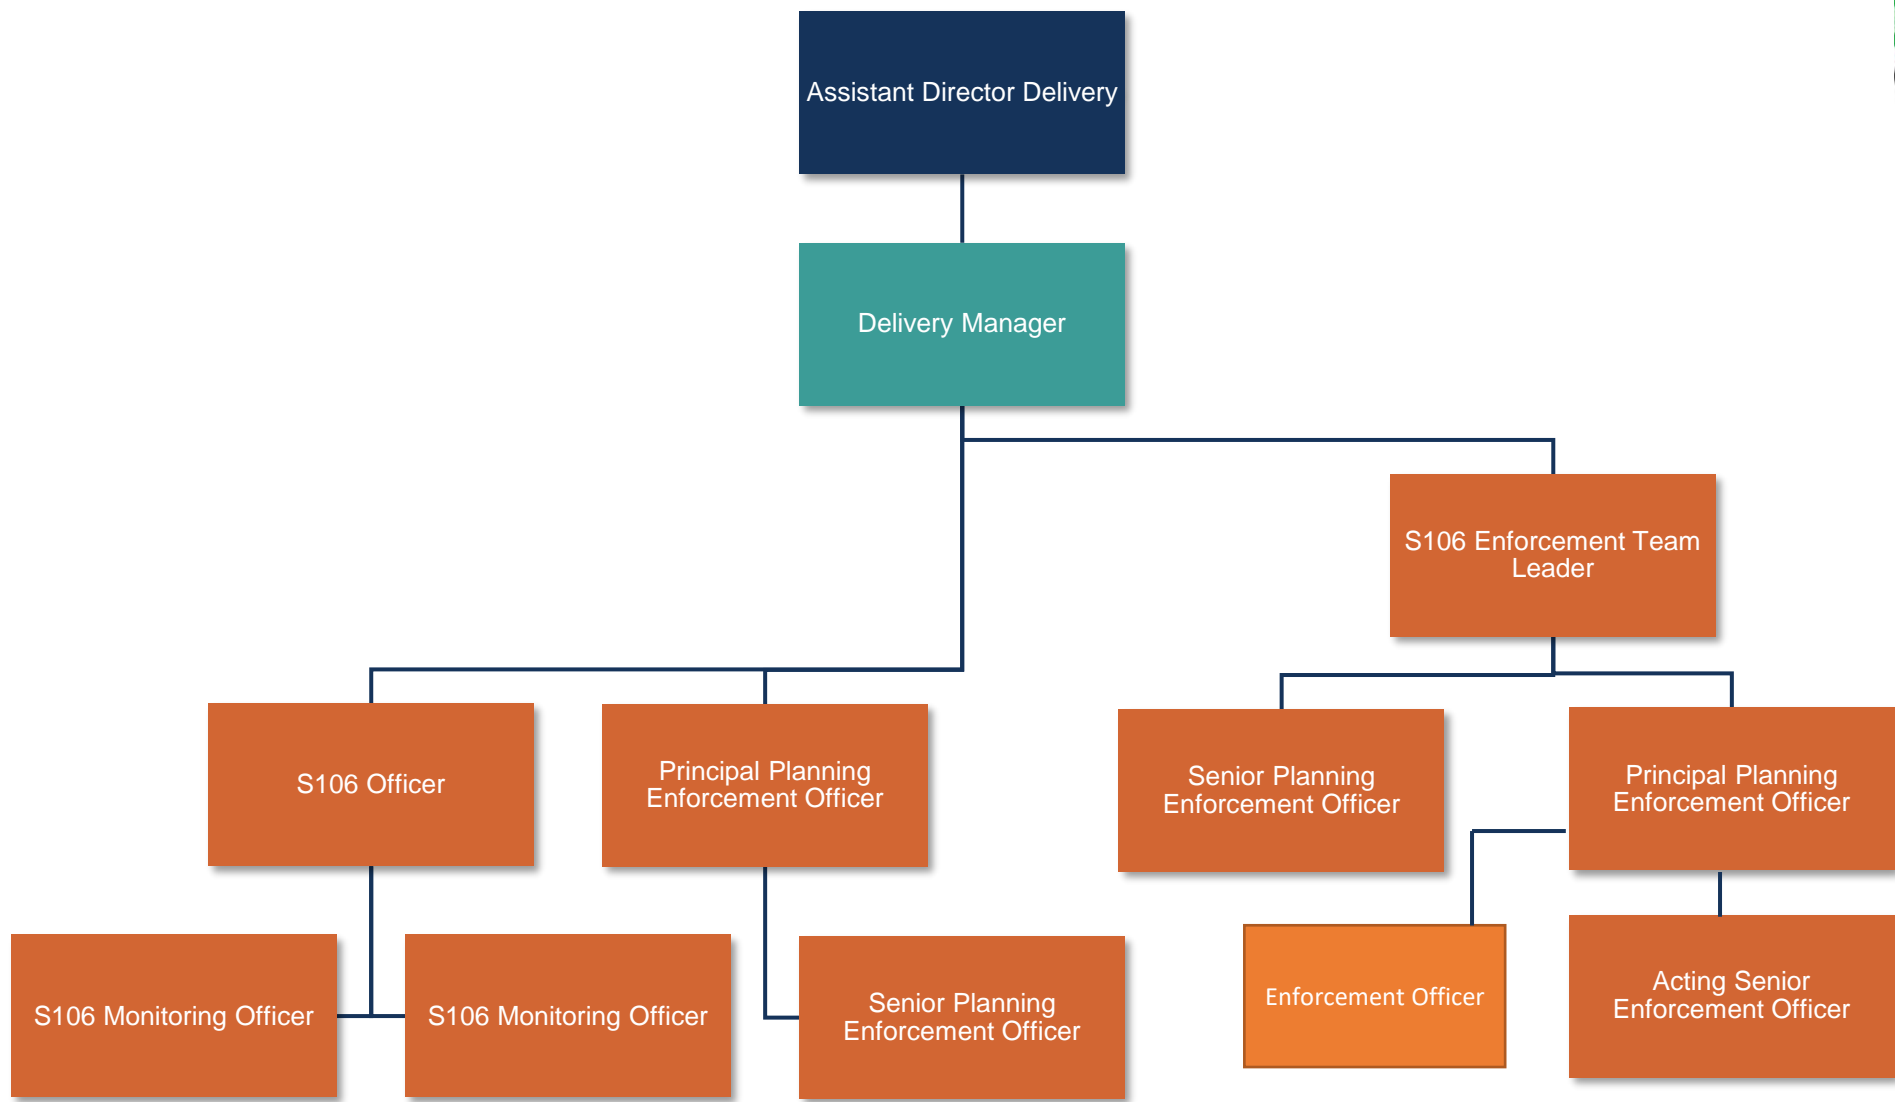 Assistant Director Delivery
Delivery Manager
S106 Enforcement Team
Leader
S106 Officer
Principal Planning
Enforcement Officer
Senior Planning
Enforcement Officer
Principal Planning
Enforcement Officer
S106 Monitoring Officer
S106 Monitoring Officer
Senior Planning
Enforcement Officer
Enforcement Officer
Acting Senior
Enforcement Officer